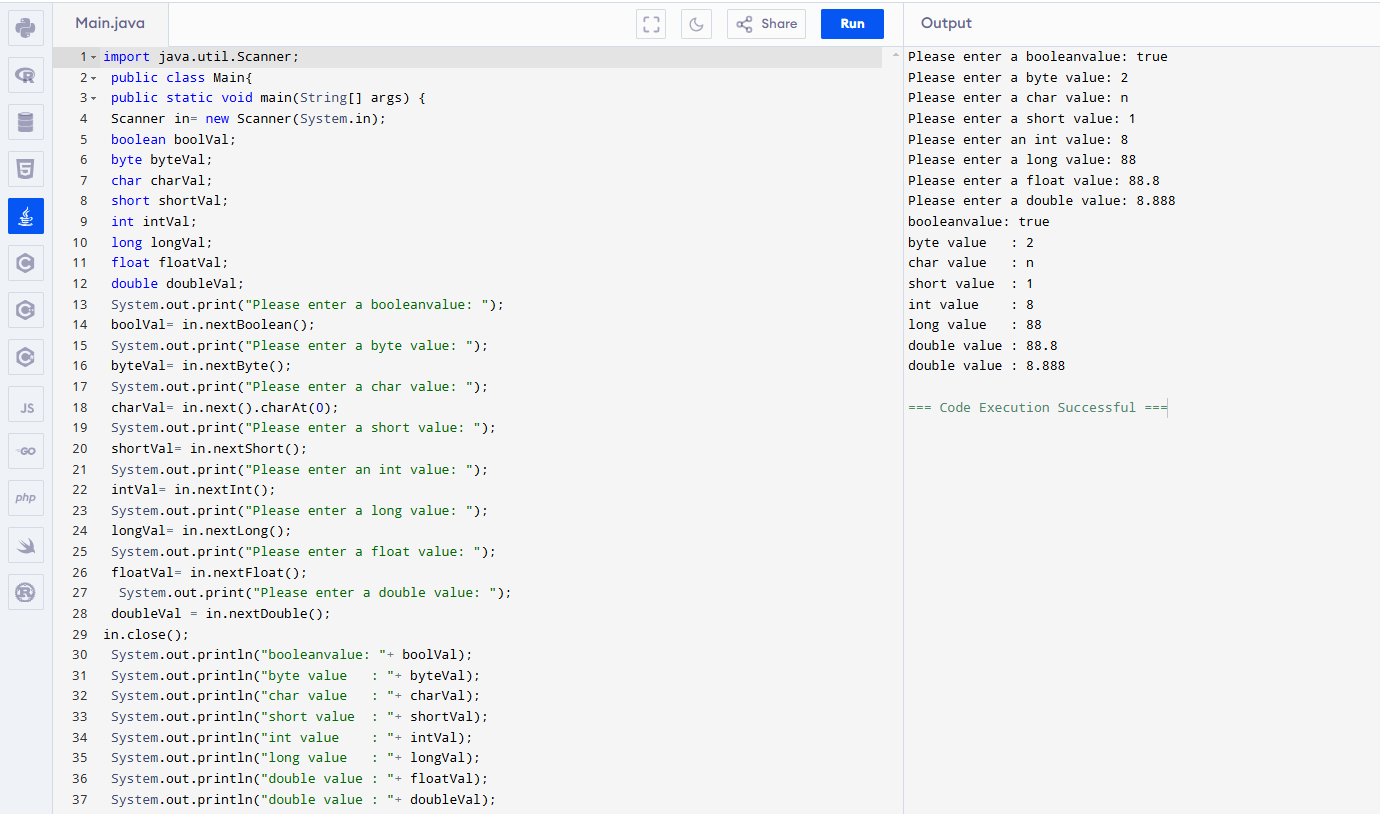 Main.java
Share
Run
Output
1 import java.util.Scanner;
2 public class Main{
3 public static void main(String[] args) {
4 Scanner in= new Scanner(System.in);
5 boolean boolVal;
6 byte byteVal;
7 char charVal;
8 short shortVal;
9 int intVal;
10 long longVal;
11 float floatVal;
12 double doubleVal;
13 System.out.print("Please enter a booleanvalue: ");
14 boolVal= in.nextBoolean();
15 System.out.print("Please enter a byte value: ");
16 byteVal= in.nextByte();
17 System.out.print("Please enter a char value: ");
18 charVal= in.next().charAt(0);
19 System.out.print("Please enter a short value: ");
20 shortVal= in.nextShort();
21 System.out.print("Please enter an int value: ");
22 intVal= in.nextInt();
23 System.out.print("Please enter a long value: ");
24 longVal= in.nextLong();
25 System.out.print("Please enter a float value: ");
26 floatVal= in.nextFloat();
27 System.out.print("Please enter a double value: ");
28 doubleVal = in.nextDouble();
29 in.close();
30 System.out.println("booleanvalue: "+ boolVal);
31 System.out.println("byte value   : "+ byteVal);
32 System.out.println("char value   : "+ charVal);
33 System.out.println("short value  : "+ shortVal);
34 System.out.println("int value    : "+ intVal);
35 System.out.println("long value   : "+ longVal);
36 System.out.println("double value : "+ floatVal);
37 System.out.println("double value : "+ doubleVal);
Please enter a booleanvalue: true
Please enter a byte value: 2
Please enter a char value: n
Please enter a short value: 1
Please enter an int value: 8
Please enter a long value: 88
Please enter a float value: 88.8
Please enter a double value: 8.888
booleanvalue: true
byte value   : 2
char value   : n
short value  : 1
int value    : 8
long value   : 88
double value : 88.8
double value : 8.888
=== Code Execution Successful ===
R
5
C
C
C
JS
GO
php
R